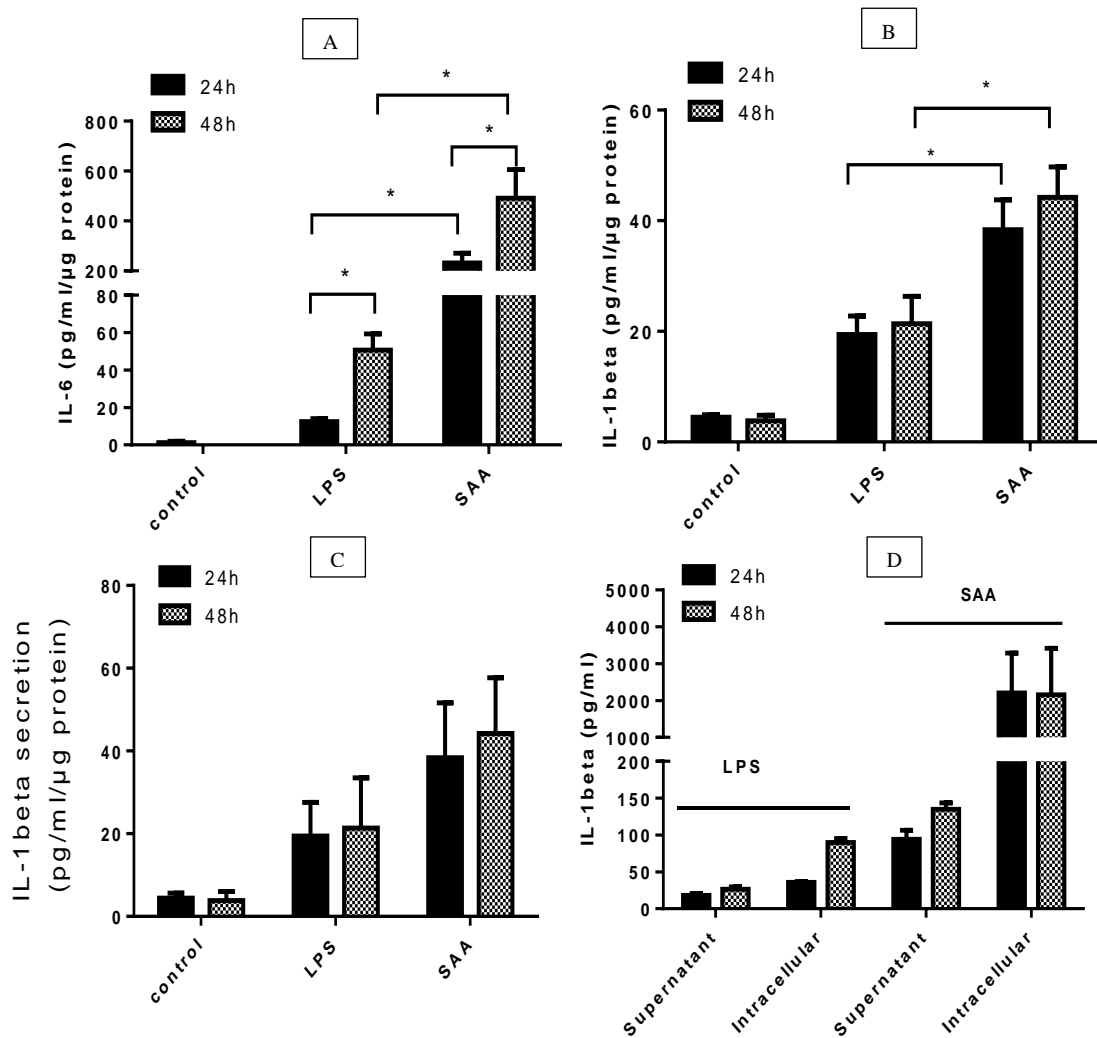 A
24h
48h
IL-6 (pg/ml/µg protein)
800
600
400
200
80
60
40
20
0
*
*
*
*
control
LPS
SAA
B
24h
48h
IL-1beta (pg/ml/µg protein)
60
40
20
0
*
*
control
LPS
SAA
C
24h
48h
IL-1beta secretion
(pg/ml/µg protein)
80
60
40
20
0
control
LPS
SAA
D
24h
48h
IL-1beta (pg/ml)
5000
4000
3000
2000
1000
200
150
100
50
0
LPS
SAA
Supernatant
Intracellular
Supernatant
Intracellular